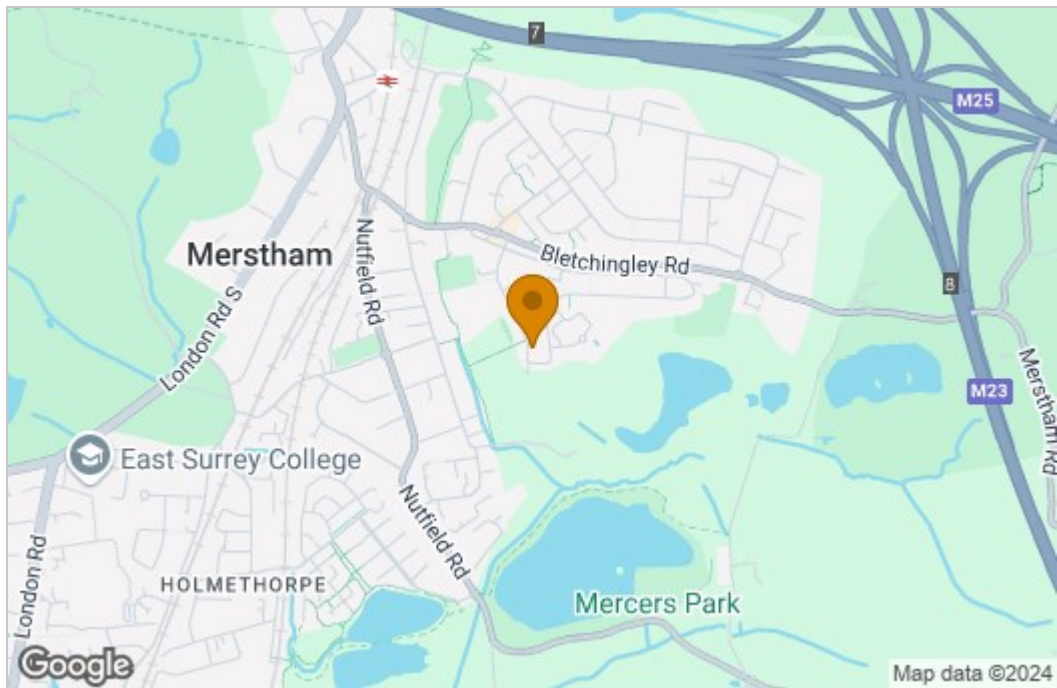 7
M25
Merstham
Nutfield Rd
Bletchingley Rd
London Rd S
8
M23
Merstham Rd
East Surrey College
Nutfield Rd
London Rd
HOLMETHORPE
Mercers Park
Google
Map data ©2024